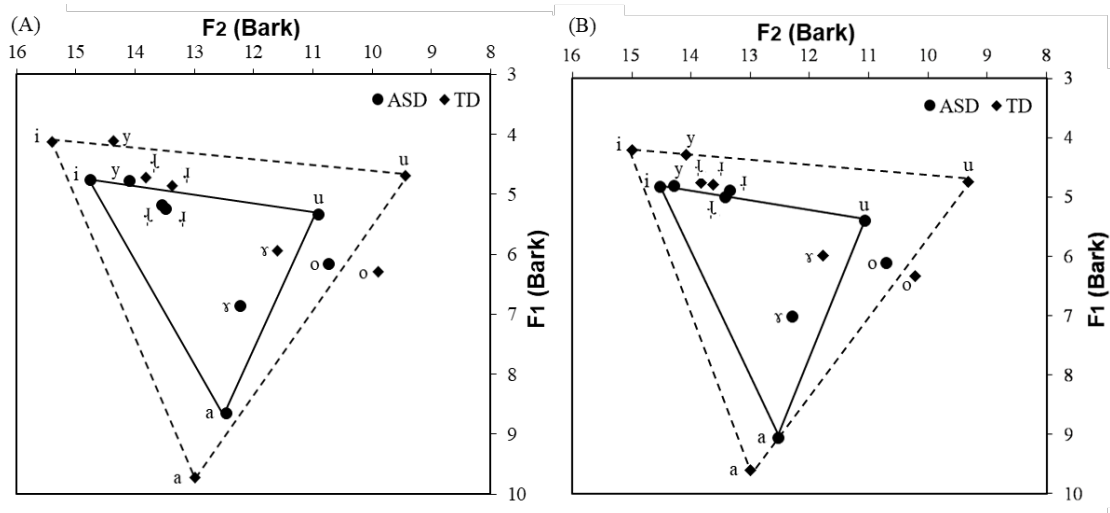 (A)
F2 (Bark)
16 15 14 13 12 11 10 9 8
3
4
5
6
7
8
9
10
F1 (Bark)
● ASD ◆ TD
i
y
u
i
y
u
ɤ
o
o
ɤ
a
a
(B)
F2 (Bark)
16 15 14 13 12 11 10 9 8
3
4
5
6
7
8
9
10
F1 (Bark)
● ASD ◆ TD
i
y
u
i
y
u
ɤ
o
o
ɤ
a
a